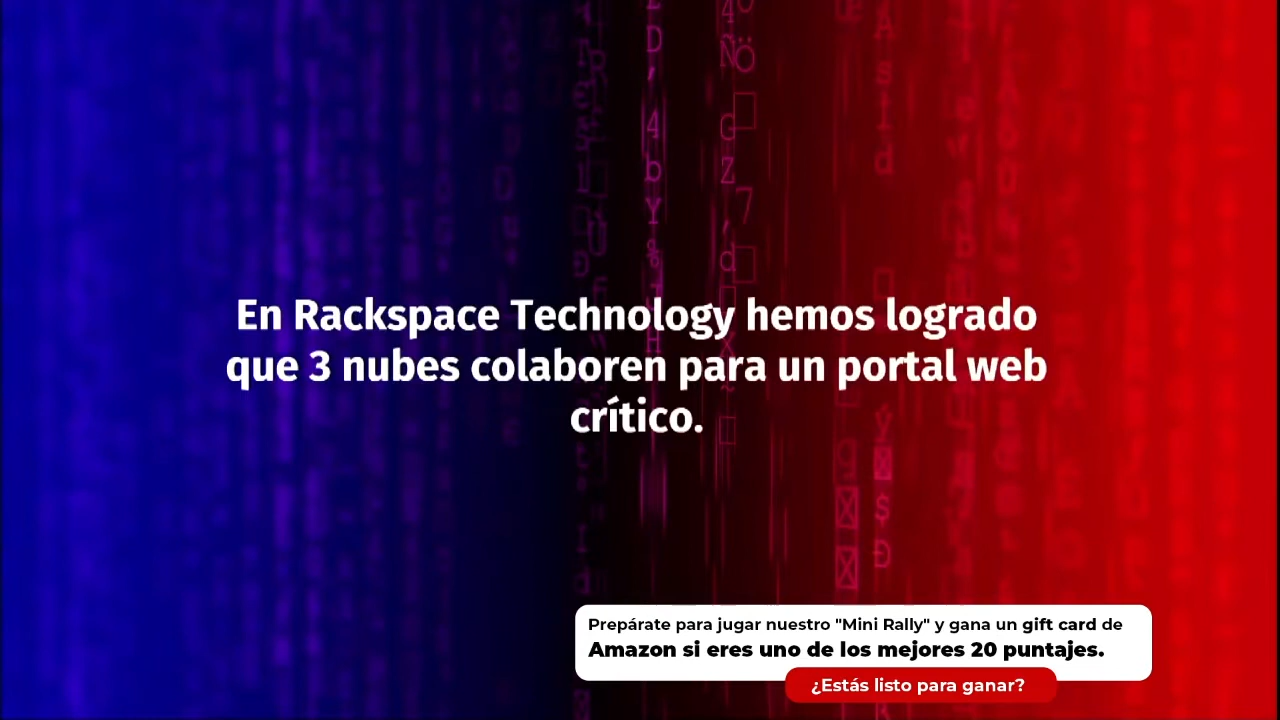 En Rackspace Technology hemos logrado
que 3 nubes colaboren para un portal web
crítico.
Prepárate para jugar nuestro "Mini Rally" y gana un gift card de
Amazon si eres uno de los mejores 20 puntajes.
¿Estás listo para ganar?